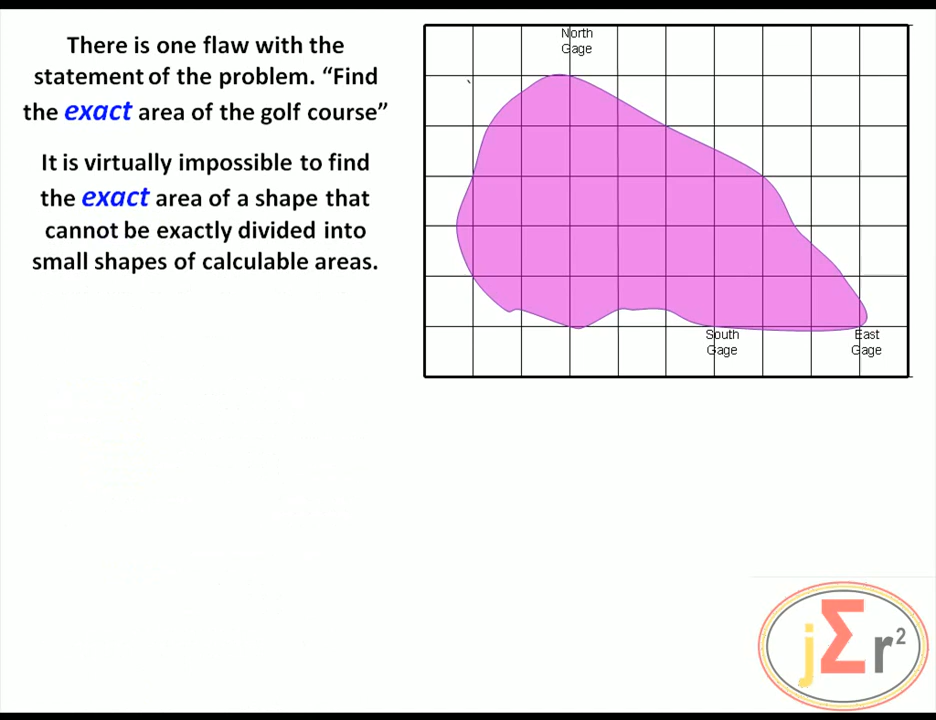 There is one flaw with the
statement of the problem. “Find
the exact area of the golf course”
It is virtually impossible to find
the exact area of a shape that
cannot be exactly divided into
small shapes of calculable areas.
North
Gage
South
Gage
East
Gage
jΣr²